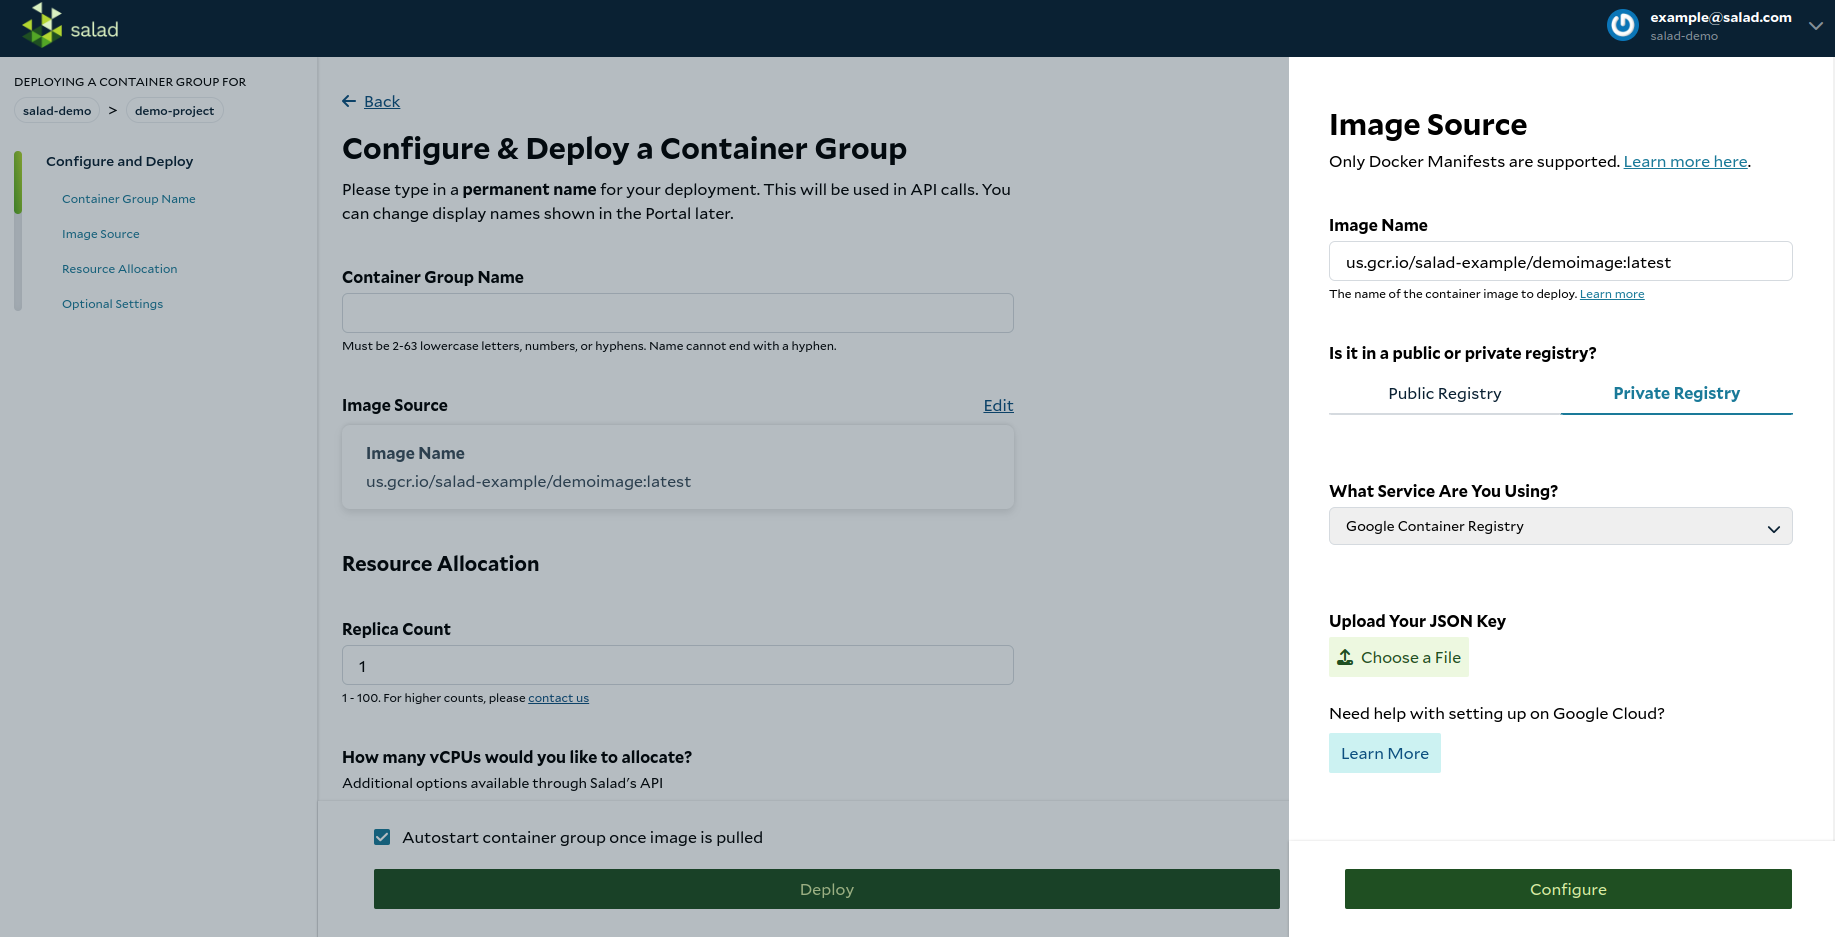 salad
example@salad.com
salad-demo
DEPLOYING A CONTAINER GROUP FOR
salad-demo > demo-project
Configure and Deploy
Container Group Name
Image Source
Resource Allocation
Optional Settings
Back
Configure & Deploy a Container Group
Please type in a permanent name for your deployment. This will be used in API calls. You
can change display names shown in the Portal later.
Container Group Name
Must be 2-63 lowercase letters, numbers, or hyphens. Name cannot end with a hyphen.
Image Source Edit
Image Name
us.gcr.io/salad-example/demoimage:latest
Resource Allocation
Replica Count
1
1 - 100. For higher counts, please contact us
How many vCPUs would you like to allocate?
Additional options available through Salad's API
Autostart container group once image is pulled
Deploy
Image Source
Only Docker Manifests are supported. Learn more here.
Image Name
us.gcr.io/salad-example/demoimage:latest
The name of the container image to deploy. Learn more
Is it in a public or private registry?
Public Registry Private Registry
What Service Are You Using?
Google Container Registry
Upload Your JSON Key
Choose a File
Need help with setting up on Google Cloud?
Learn More
Configure